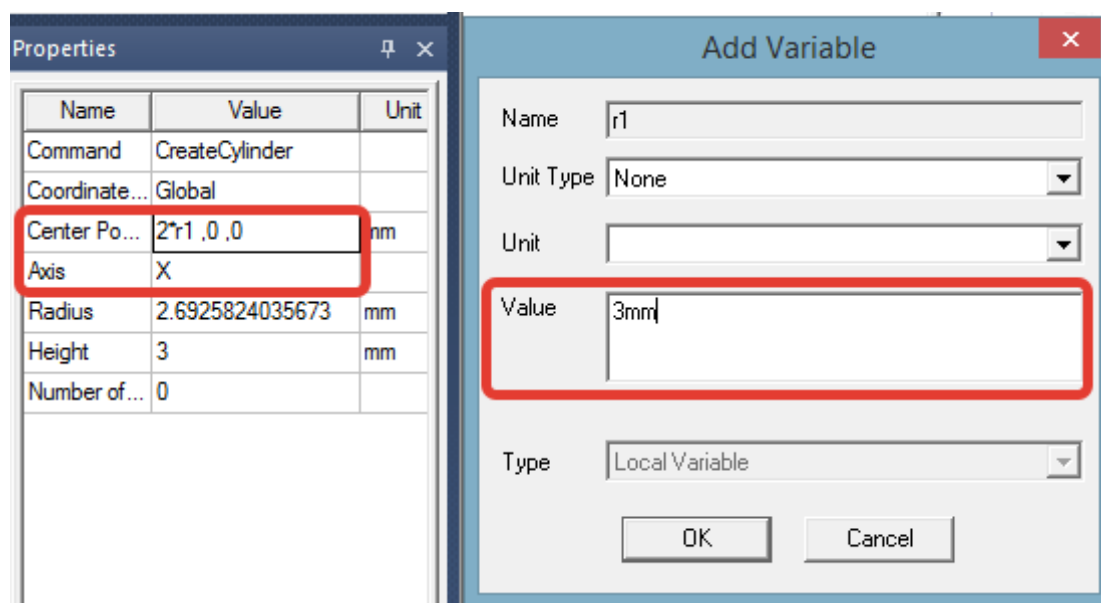 Properties
Name Value Unit
Command CreateCylinder
Coordinate... Global
Center Po... 2*r1 ,0 ,0 mm
Axis X
Radius 2.6925824035673 mm
Height 3 mm
Number of... 0
Add Variable
Name r1
Unit Type None
Unit
Value 3mm
Type Local Variable
OK Cancel